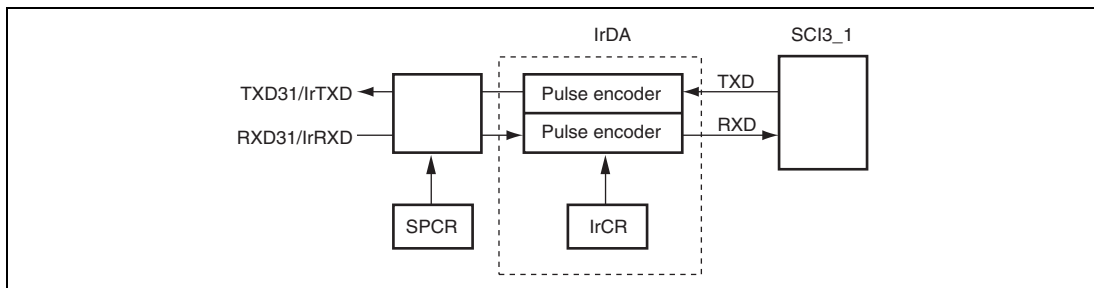 IrDA
SCI3_1
TXD31/IrTXD
Pulse encoder
TXD
RXD31/IrRXD
Pulse encoder
RXD
SPCR
IrCR